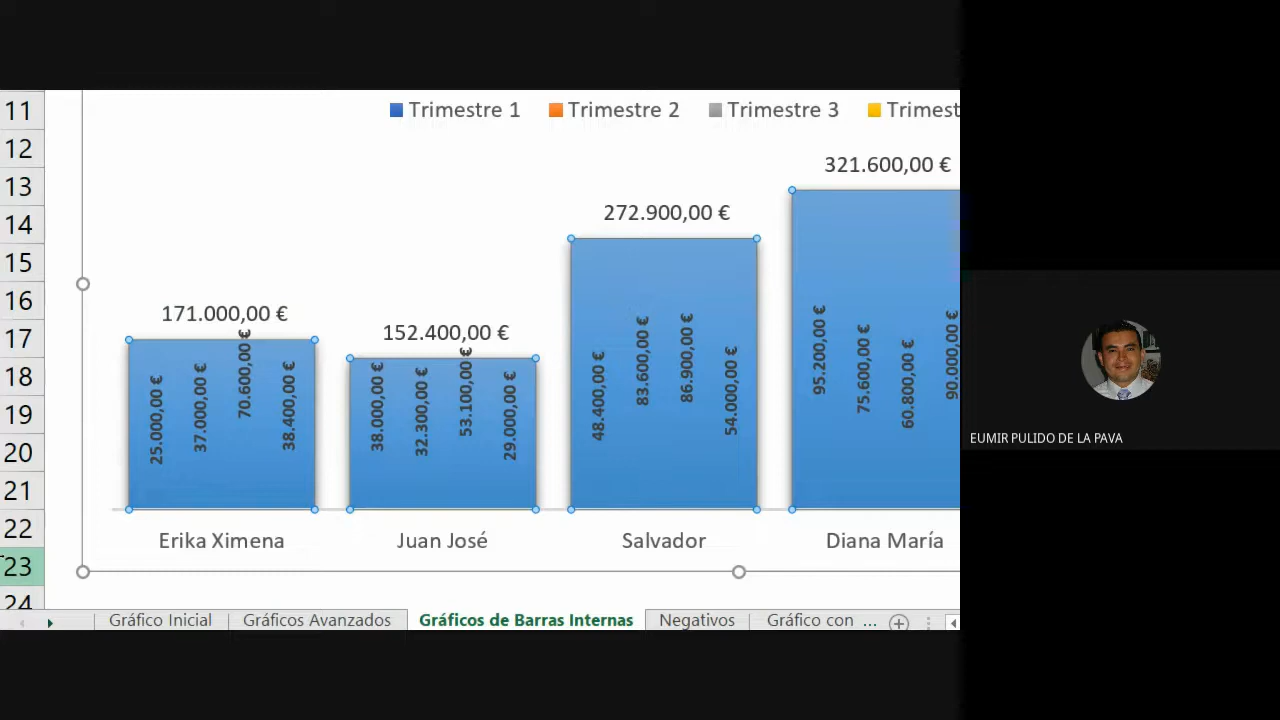 11
Trimestre 1
Trimestre 2
Trimestre 3
Trimest
12
321.600,00 €
13
14
272.900,00 €
15
16
171.000,00 €
17
152.400,00 €
18
19
20
21
25.000,00 €
37.000,00 €
70.600,00 €
38.400,00 €
38.000,00 €
32.300,00 €
53.100,00 €
29.000,00 €
48.400,00 €
83.600,00 €
86.900,00 €
54.000,00 €
95.200,00 €
75.600,00 €
60.800,00 €
90.000,00 €
22
Erika Ximena
Juan José
Salvador
Diana María
23
24
Gráfico Inicial
Gráficos Avanzados
Gráficos de Barras Internas
Negativos
Gráfico con ...
EUMIR PULIDO DE LA PAVA